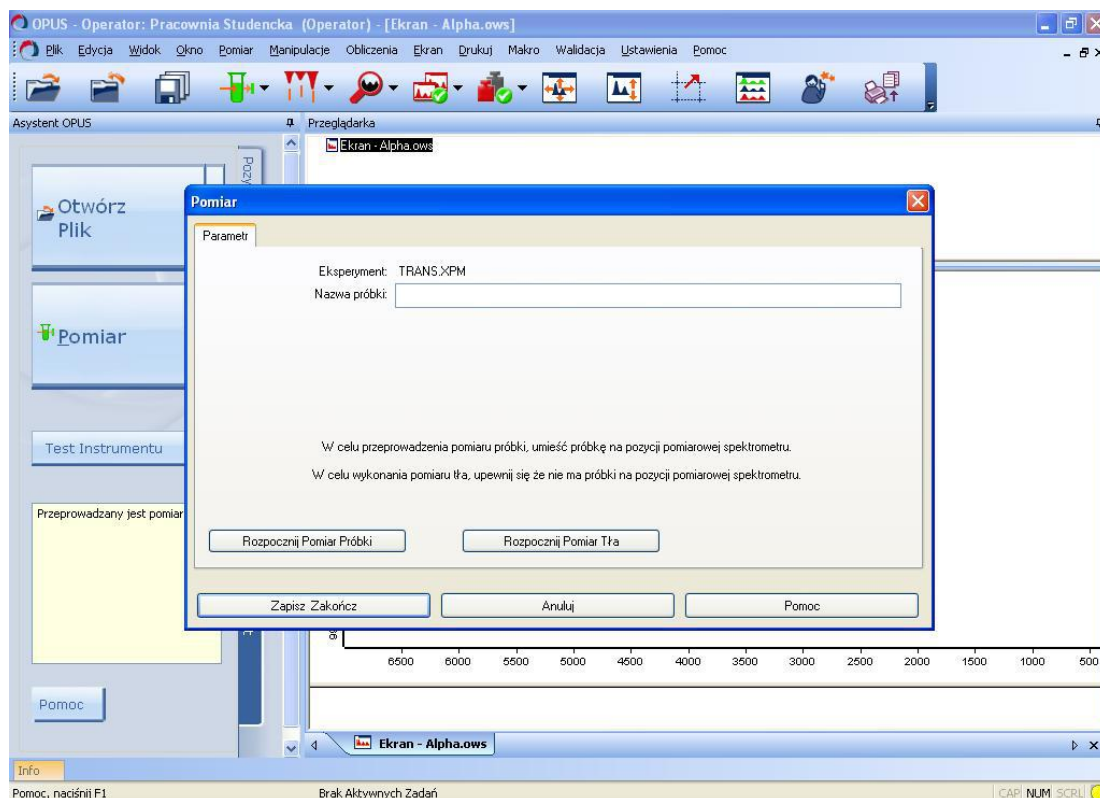 OPUS - Operator: Pracownia Studencka (Operator) - [Ekran - Alpha.ows]
Plik Edycja Widok Okno Pomiar Manipulacje Obliczenia Ekran Drukuj Makro Walidacja Ustawienia Pomoc
Asystent OPUS
Przeglądarka
Ekran - Alpha.ows
Otwórz
Plik
Pomiar
Test Instrumentu
Przeprowadzany jest pomiar
Pomoc
Pomiar
Parametr
Eksperyment: TRANS.XPM
Nazwa próbki:
W celu przeprowadzenia pomiaru próbki, umieść próbkę na pozycji pomiarowej spektrometru.
W celu wykonania pomiaru tła, upewnij się że nie ma próbki na pozycji pomiarowej spektrometru.
Rozpocznij Pomiar Próbki Rozpocznij Pomiar Tła
Zapisz Zakończ Anuluj Pomoc
6500 6000 5500 5000 4500 4000 3500 3000 2500 2000 1500 1000 500
Ekran - Alpha.ows
Info
Pomoc, naciśnij F1 Brak Aktywnych Zadań CAP NUM SCRL